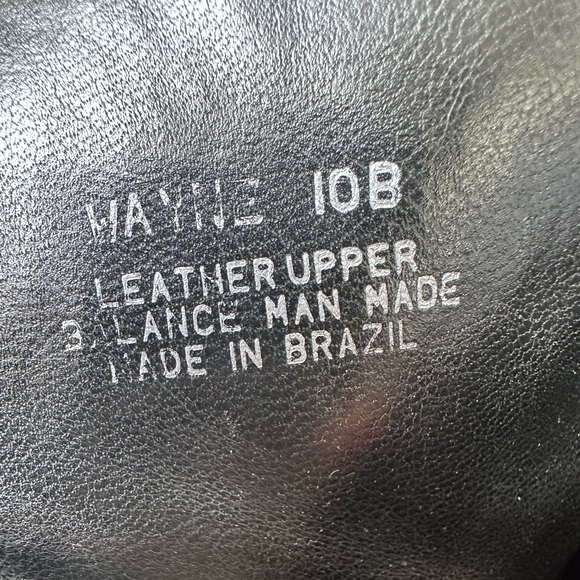 WAYNE 10B
LEATHER UPPER
BALANCE MAN MADE
MADE IN BRAZIL